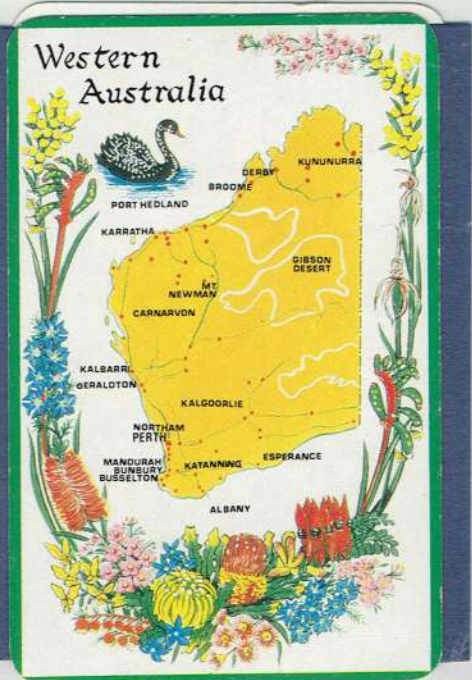 Western
Australia
KUNUNURRA
DERBY
BROOME
PORT HEDLAND
KARRATHA
GIBSON
DESERT
MT.
NEWMAN
CARNARVON
KALBARRI
GERALDTON
KALGOORLIE
NORTHAM
PERTH
MANDURAH
BUNBURY
BUSSELTON
KATANNING
ESPERANCE
ALBANY